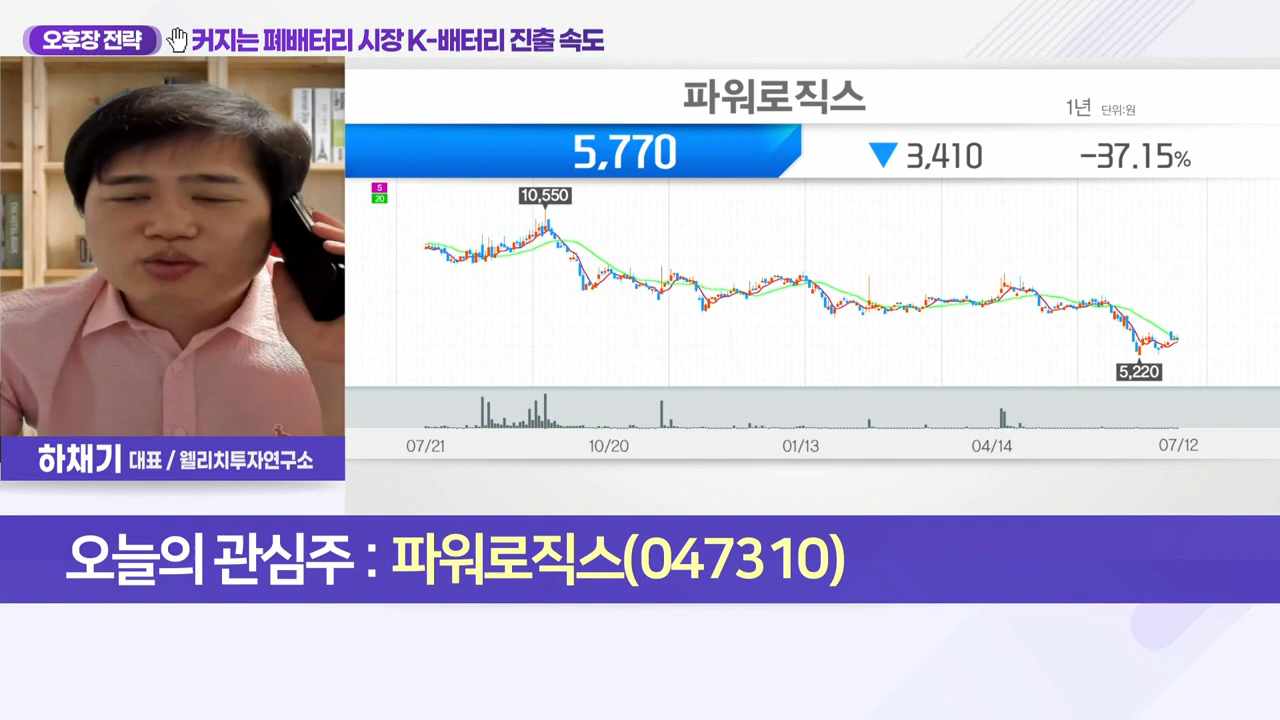 오후장 전략 커지는 폐배터리 시장 K-배터리 진출 속도
파워로직스
1년 단위:원
5,770 ▼ 3,410 -37.15%
5
20
10,550
5,220
07/21 10/20 01/13 04/14 07/12
하채기 대표 / 웰리치투자연구소
오늘의 관심주 : 파워로직스(047310)